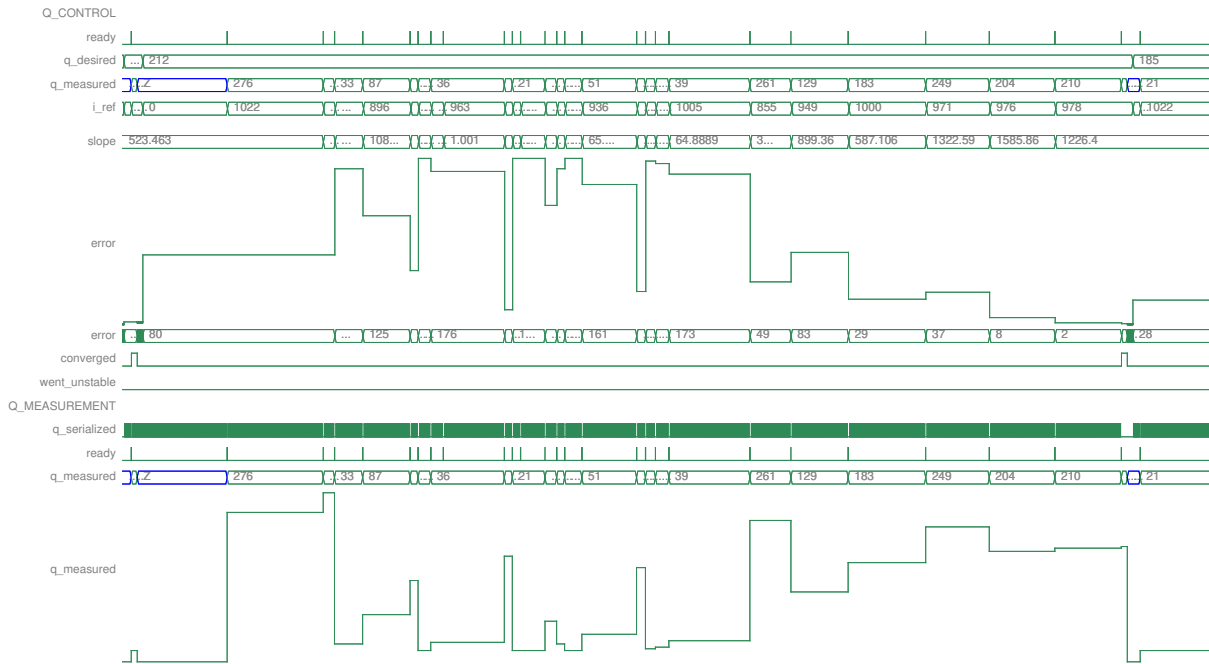 Q_CONTROL
ready
q_desired ... 212 185
q_measured .Z 276 ..33 87 .... 36 .21 .. ..... 51 .... ... 39 261 129 183 249 204 210 .... 21
i_ref ...0 1022 .... 896 .... 963 ...... .. ..... 936 .... ... 1005 855 949 1000 971 976 978 ..1022
slope 523.463 .. ... 108... .... 1.001 ...... .. ..... 65.... .... ... 64.8889 3... 899.36 587.106 1322.59 1585.86 1226.4
error
error ... 80 ... 125 ... 176 ..1... .. ..... 161 .... ... 173 49 83 29 37 8 2 .28
converged
went_unstable
Q_MEASUREMENT
q_serialized
ready
q_measured .Z 276 ..33 87 .... 36 .21 .. ..... 51 .... ... 39 261 129 183 249 204 210 .... 21
q_measured